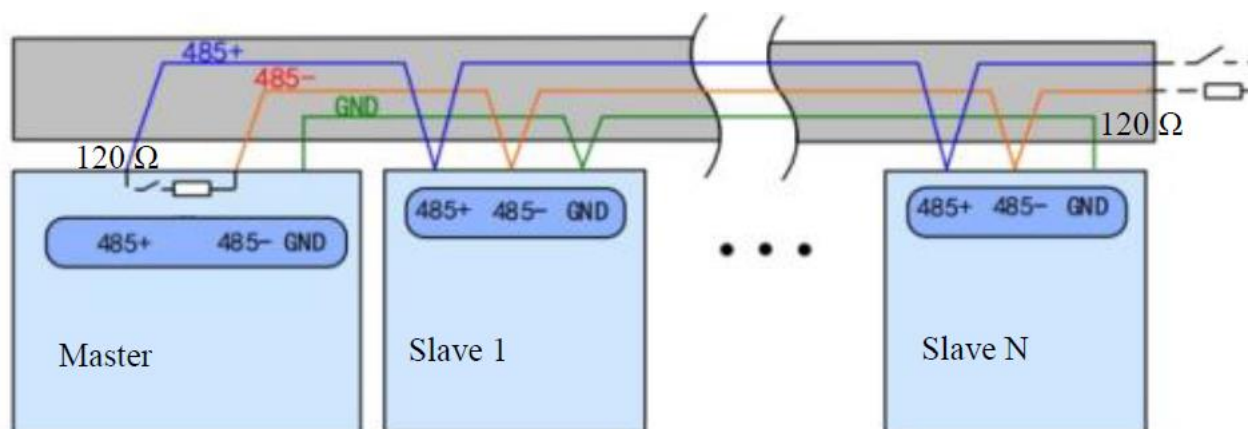 485+
485-
GND
120 Ω
120 Ω
485+ 485- GND
485+ 485- GND
485+ 485- GND
Master
Slave 1
Slave N